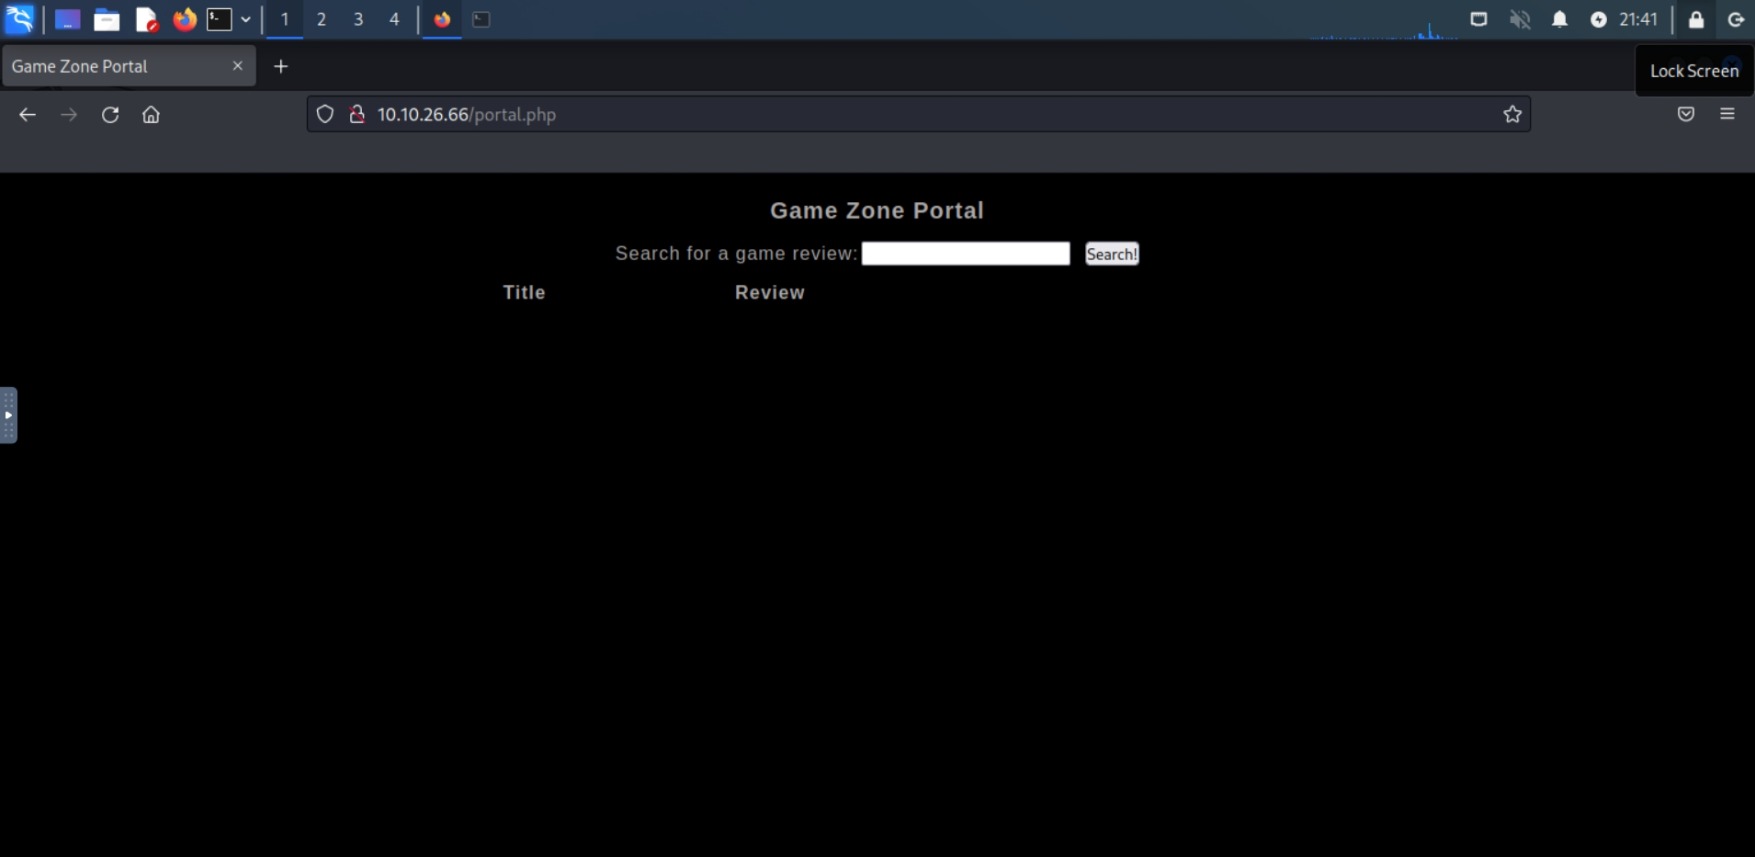 1 2 3 4 21:41
Game Zone Portal
Lock Screen
10.10.26.66/portal.php
Game Zone Portal
Search for a game review: Search!
Title Review